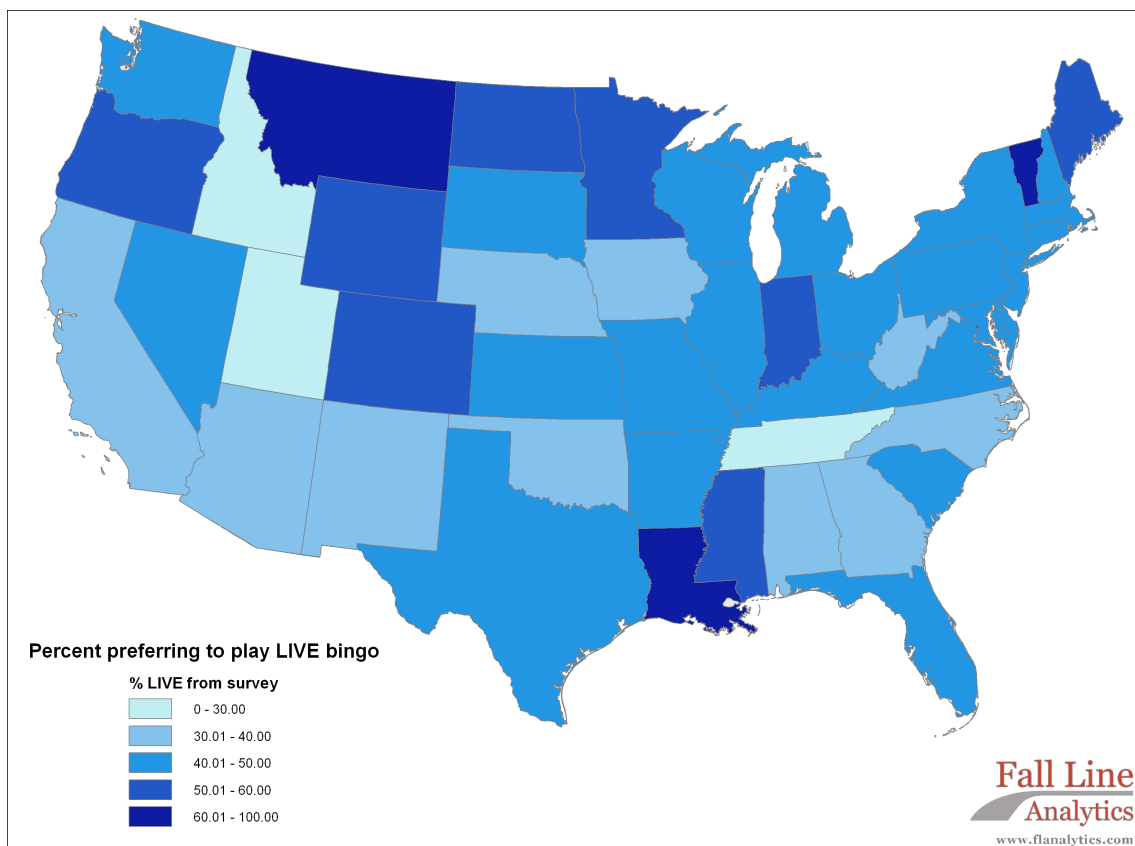 Percent preferring to play LIVE bingo
% LIVE from survey
0 - 30.00
30.01 - 40.00
40.01 - 50.00
50.01 - 60.00
60.01 - 100.00
Fall Line
Analytics
www.flanalytics.com